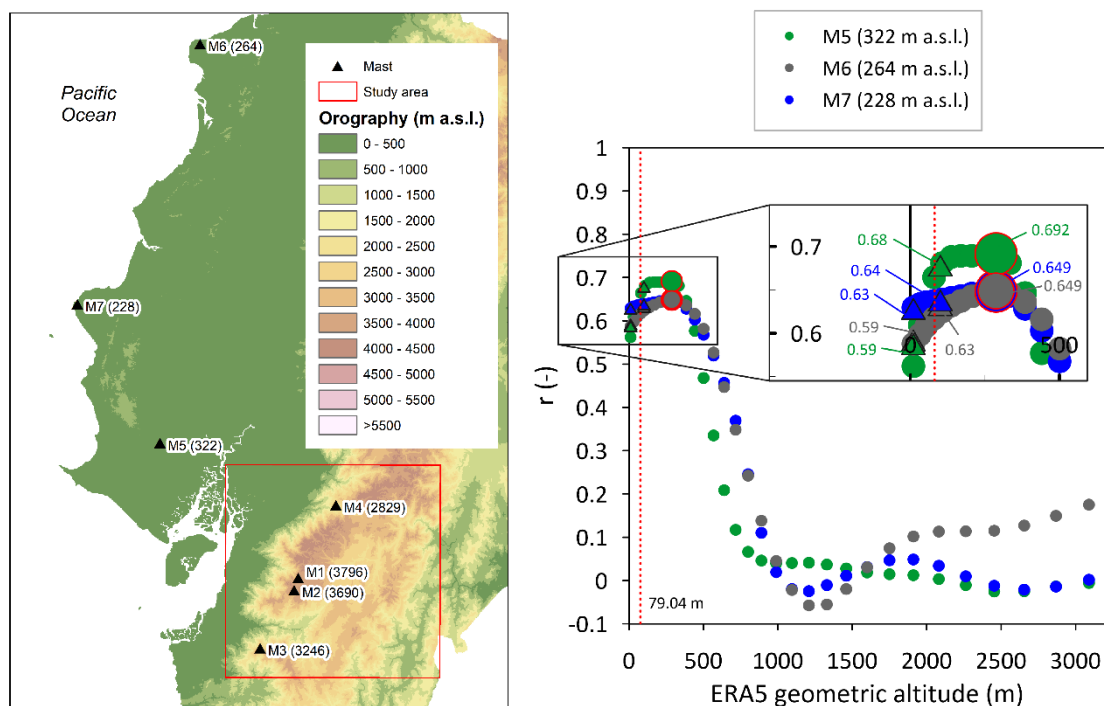 M6 (264)
Pacific
Ocean
M7 (228)
M5 (322)
M4 (2829)
M1 (3796)
M2 (3690)
M3 (3246)
Mast
Study area
Orography (m a.s.l.)
0 - 500
500 - 1000
1000 - 1500
1500 - 2000
2000 - 2500
2500 - 3000
3000 - 3500
3500 - 4000
4000 - 4500
4500 - 5000
5000 - 5500
>5500
M5 (322 m a.s.l.)
M6 (264 m a.s.l.)
M7 (228 m a.s.l.)
1
0.9
0.8
0.7
0.6
0.5
0.4
0.3
0.2
0.1
0
-0.1
r (-)
0.7
0.6
0.68
0.692
0.64
0.649
0.649
0.63
0.59
0.59
0.63
0
500
79.04 m
0
500
1000
1500
2000
2500
3000
ERA5 geometric altitude (m)